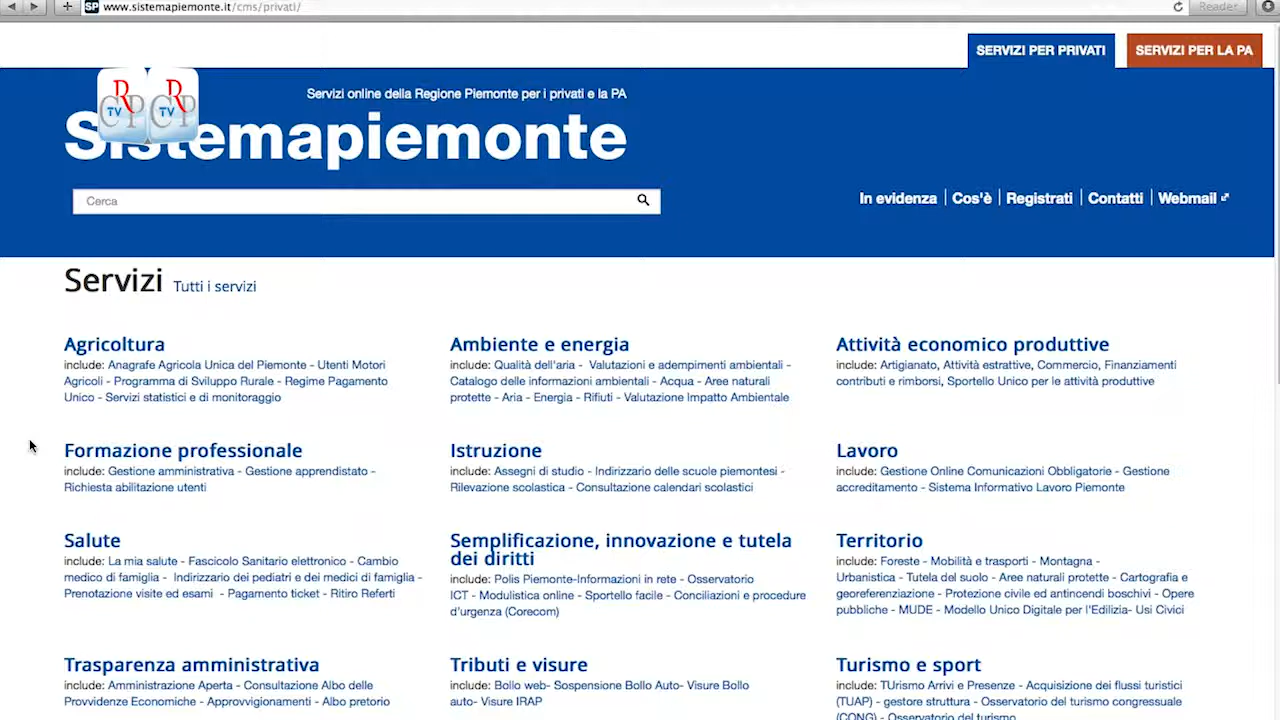 www.sistemapiemonte.it/cms/privati/
Reader
SERVIZI PER PRIVATI
SERVIZI PER LA PA
Servizi online della Regione Piemonte per i privati e la PA
Sistemapiemonte
CRP TV CRP TV
Cerca
In evidenza Cos'è Registrati Contatti Webmail
Servizi Tutti i servizi
Agricoltura
include: Anagrafe Agricola Unica del Piemonte - Utenti Motori
Agricoli - Programma di Sviluppo Rurale - Regime Pagamento
Unico - Servizi statistici e di monitoraggio
Ambiente e energia
include: Qualità dell'aria - Valutazioni e adempimenti ambientali -
Catalogo delle informazioni ambientali - Acqua - Aree naturali
protette - Aria - Energia - Rifiuti - Valutazione Impatto Ambientale
Attività economico produttive
include: Artigianato, Attività estrattive, Commercio, Finanziamenti
contributi e rimborsi, Sportello Unico per le attività produttive
Formazione professionale
include: Gestione amministrativa - Gestione apprendistato -
Richiesta abilitazione utenti
Istruzione
include: Assegni di studio - Indirizzario delle scuole piemontesi -
Rilevazione scolastica - Consultazione calendari scolastici
Lavoro
include: Gestione Online Comunicazioni Obbligatorie - Gestione
accreditamento - Sistema Informativo Lavoro Piemonte
Salute
include: La mia salute - Fascicolo Sanitario elettronico - Cambio
medico di famiglia - Indirizzario dei pediatri e dei medici di famiglia -
Prenotazione visite ed esami - Pagamento ticket - Ritiro Referti
Semplificazione, innovazione e tutela
dei diritti
include: Polis Piemonte-Informazioni in rete - Osservatorio
ICT - Modulistica online - Sportello facile - Conciliazioni e procedure
d'urgenza (Corecom)
Territorio
include: Foreste - Mobilità e trasporti - Montagna -
Urbanistica - Tutela del suolo - Aree naturali protette - Cartografia e
georeferenziazione - Protezione civile ed antincendi boschivi - Opere
pubbliche - MUDE - Modello Unico Digitale per l'Edilizia- Usi Civici
Trasparenza amministrativa
include: Amministrazione Aperta - Consultazione Albo delle
Provvidenze Economiche - Approvvigionamenti - Albo pretorio
Tributi e visure
include: Bollo web- Sospensione Bollo Auto- Visure Bollo
auto- Visure IRAP
Turismo e sport
include: TUrismo Arrivi e Presenze - Acquisizione dei flussi turistici
(TUAP) - gestore struttura - Osservatorio del turismo congressuale
(CONG) - Osservatorio del turismo